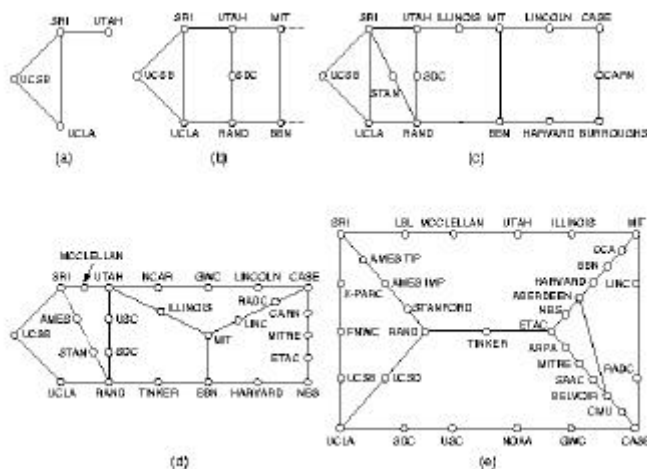 SRI UTAH
UCSB
UCLA
(a)
SRI UTAH MIT
UCSB SDC
UCLA RAND BBN
(b)
SRI UTAH ILLINOIS MIT LINCOLN CASE
UCSB SDC CARN
STAN
UCLA RAND BBN HARVARD BURROUGHS
(c)
MCCLELLAN
SRI UTAH NCAR GWC LINCOLN CASE
RADC
AMES USC ILLINOIS LINC CARN
UCSB MIT MITRE
STAN SDC ETAC
UCLA RAND TINKER BBN HARVARD NBS
(d)
SRI LBL MCCLELLAN UTAH ILLINOIS MIT
AMES TIP CCA
BBN
X-PARC AMES IMP HARVARD LINC
ABERDEEN
STANFORD NBS
FNWC RAND ETAC
TINKER
ARPA
MITRE RADC
UCSB UCSD SAAC
BELVOIR
CMU
UCLA SDC USC NOAA GWC CASE
(e)